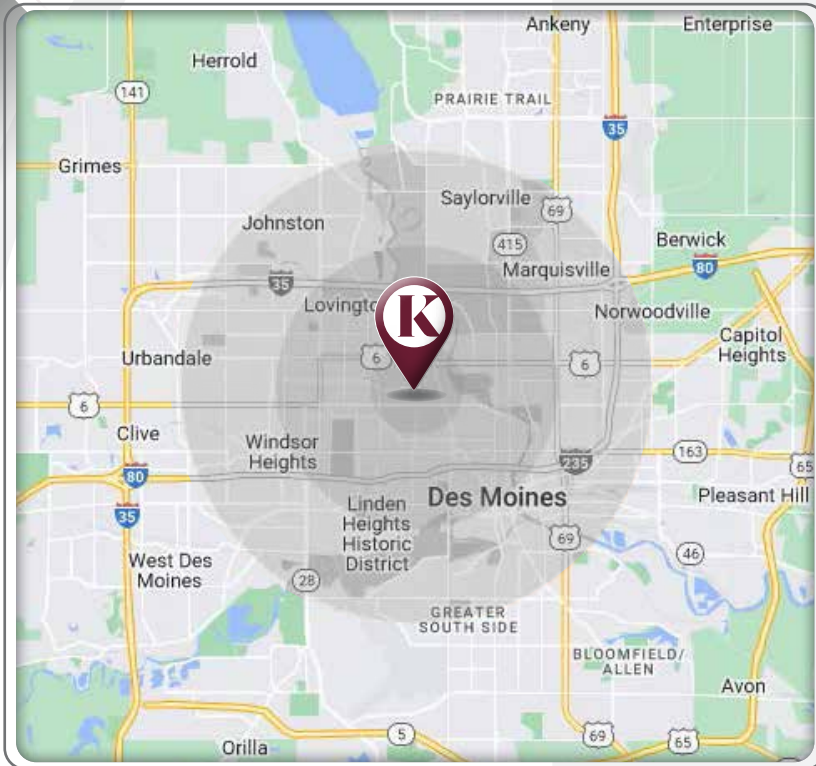 Ankeny
Enterprise
Herrold
141
PRAIRIE TRAIL
35
Grimes
Saylorville
69
Johnston
415
Berwick
Marquisville
80
35
Lovingto
K
Norwoodville
Capitol
Heights
Urbandale
6
6
6
Clive
Windsor
Heights
163
235
65
80
Des Moines
Pleasant Hill
35
Linden
Heights
Historic
District
69
46
West Des
Moines
28
GREATER
SOUTH SIDE
BLOOMFIELD/
ALLEN
Avon
5
69
65
Orilla